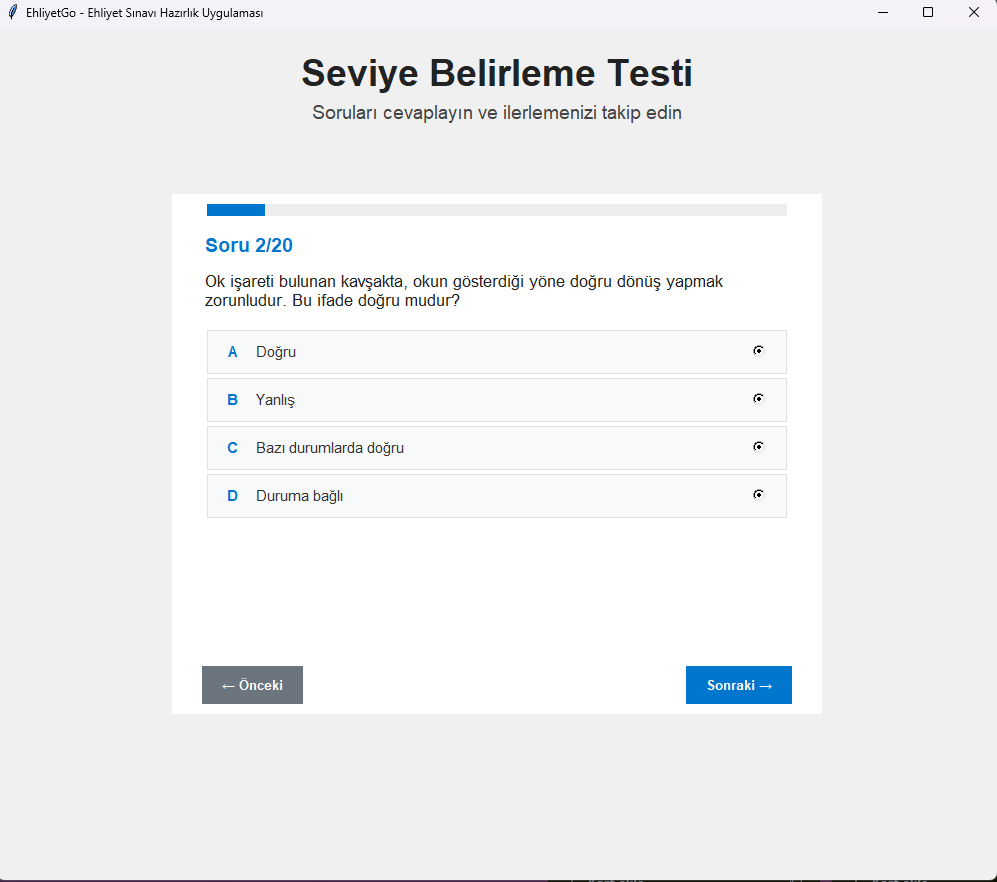 EhliyetGo - Ehliyet Sınavı Hazırlık Uygulaması
Seviye Belirleme Testi
Soruları cevaplayın ve ilerlemenizi takip edin
Soru 2/20
Ok işareti bulunan kavşakta, okun gösterdiği yöne doğru dönüş yapmak
zorunludur. Bu ifade doğru mudur?
A Doğru
B Yanlış
C Bazı durumlarda doğru
D Duruma bağlı
← Önceki
Sonraki →